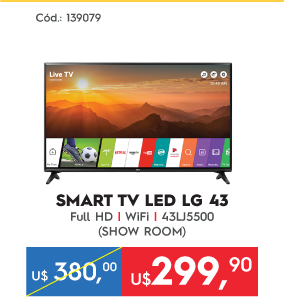 Cód.: 139079
Live TV
NETFLIX
SMART TV LED LG 43
Full HD | WiFi | 43LJ5500
(SHOW ROOM)
U$ 380,00
U$299,90